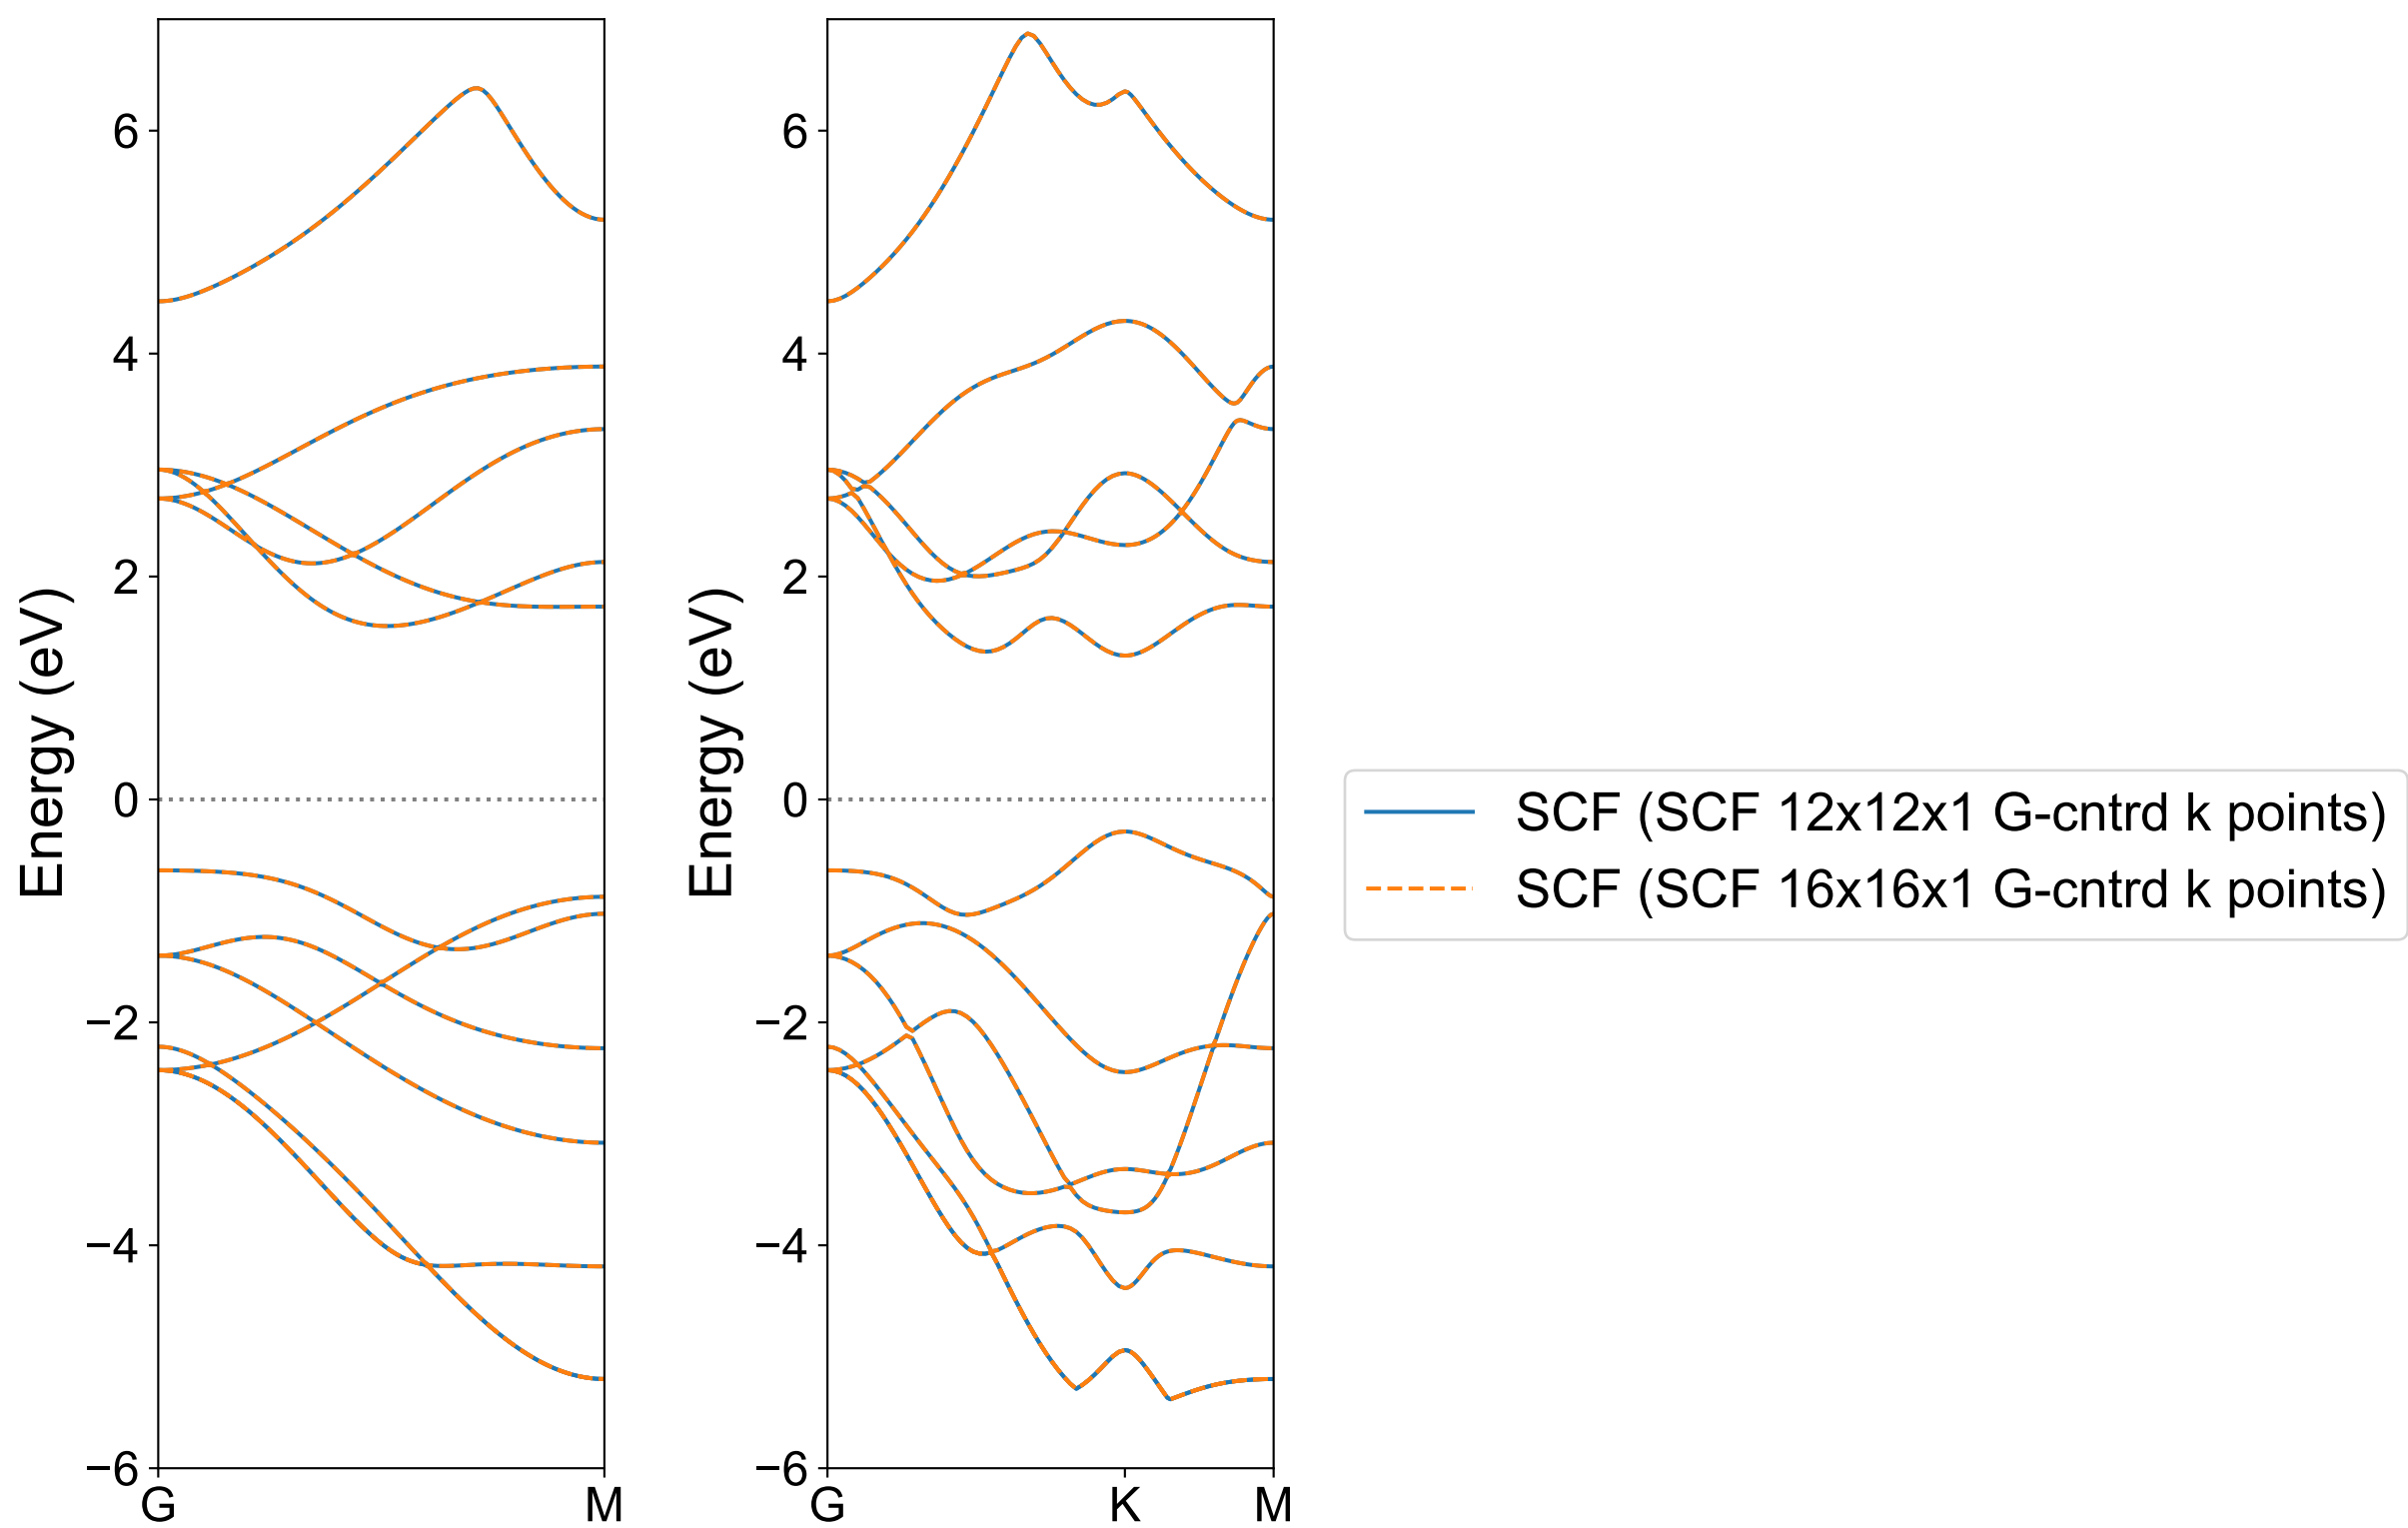 Energy (eV)
6
4
2
0
−2
−4
−6
G M
Energy (eV)
6
4
2
0
−2
−4
−6
G K M
SCF (SCF 12x12x1 G-cntrd k points)
SCF (SCF 16x16x1 G-cntrd k points)